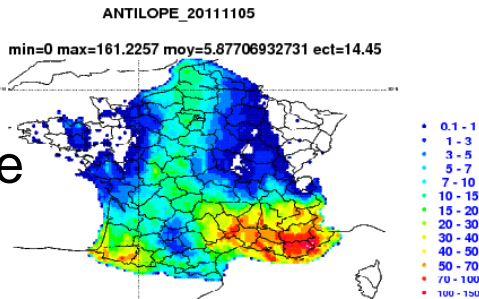 ANTILOPE_20111105
min=0 max=161.2257 moy=5.87706932731 ect=14.45
e
0.1 - 1
1 - 3
3 - 5
5 - 7
7 - 10
10 - 15
15 - 20
20 - 30
30 - 40
40 - 50
50 - 70
70 - 100
100 - 150